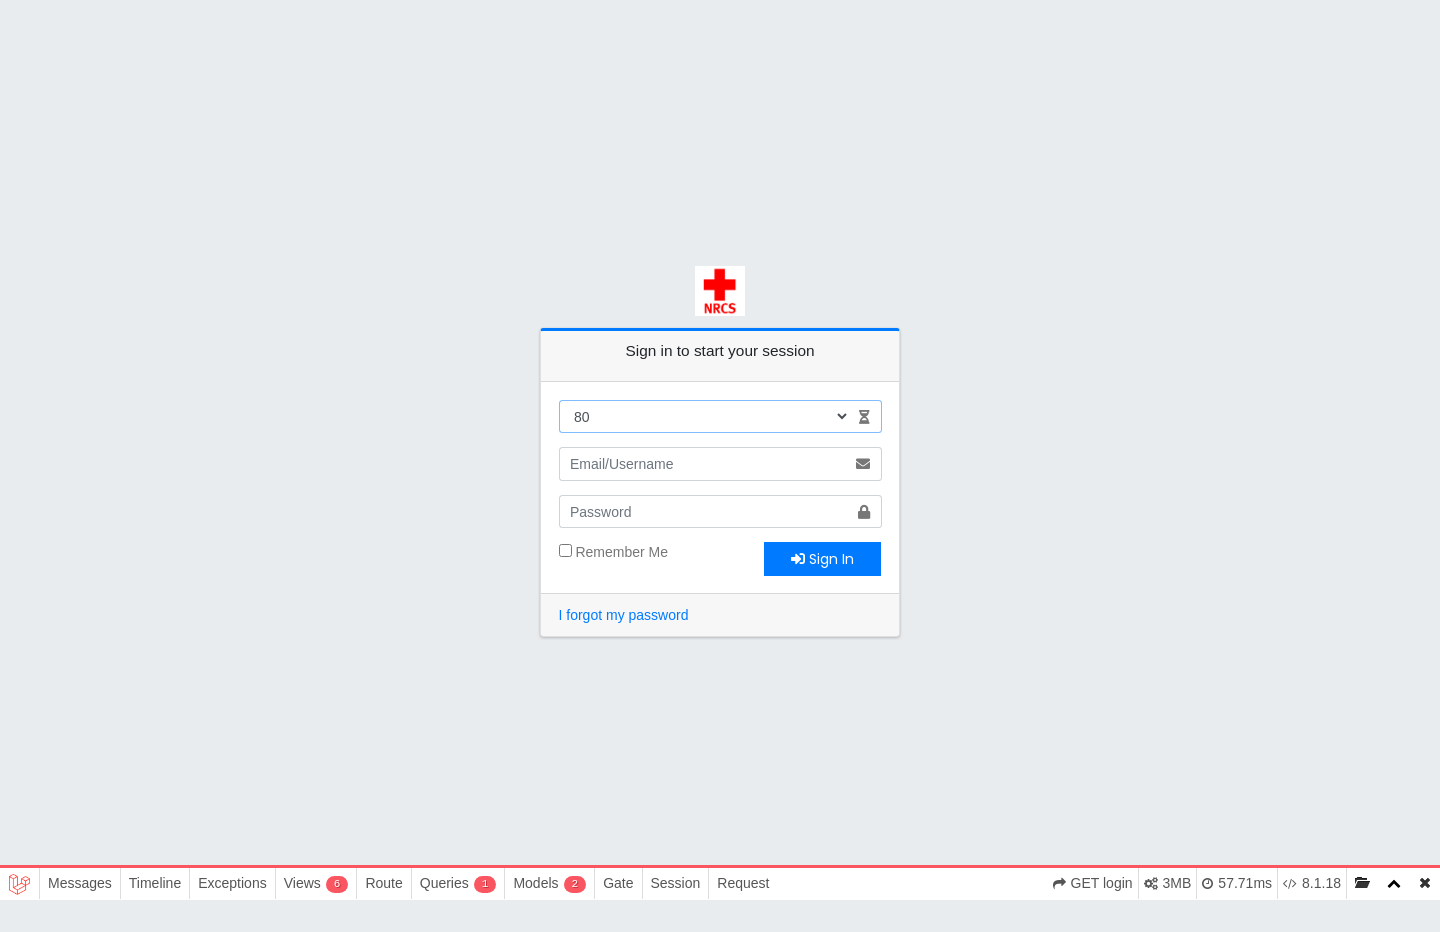 NRCS
Sign in to start your session
80
Email/Username
Password
Remember Me
Sign In
I forgot my password
Messages Timeline Exceptions Views 6 Route Queries 1 Models 2 Gate Session Request GET login 3MB 57.71ms 8.1.18